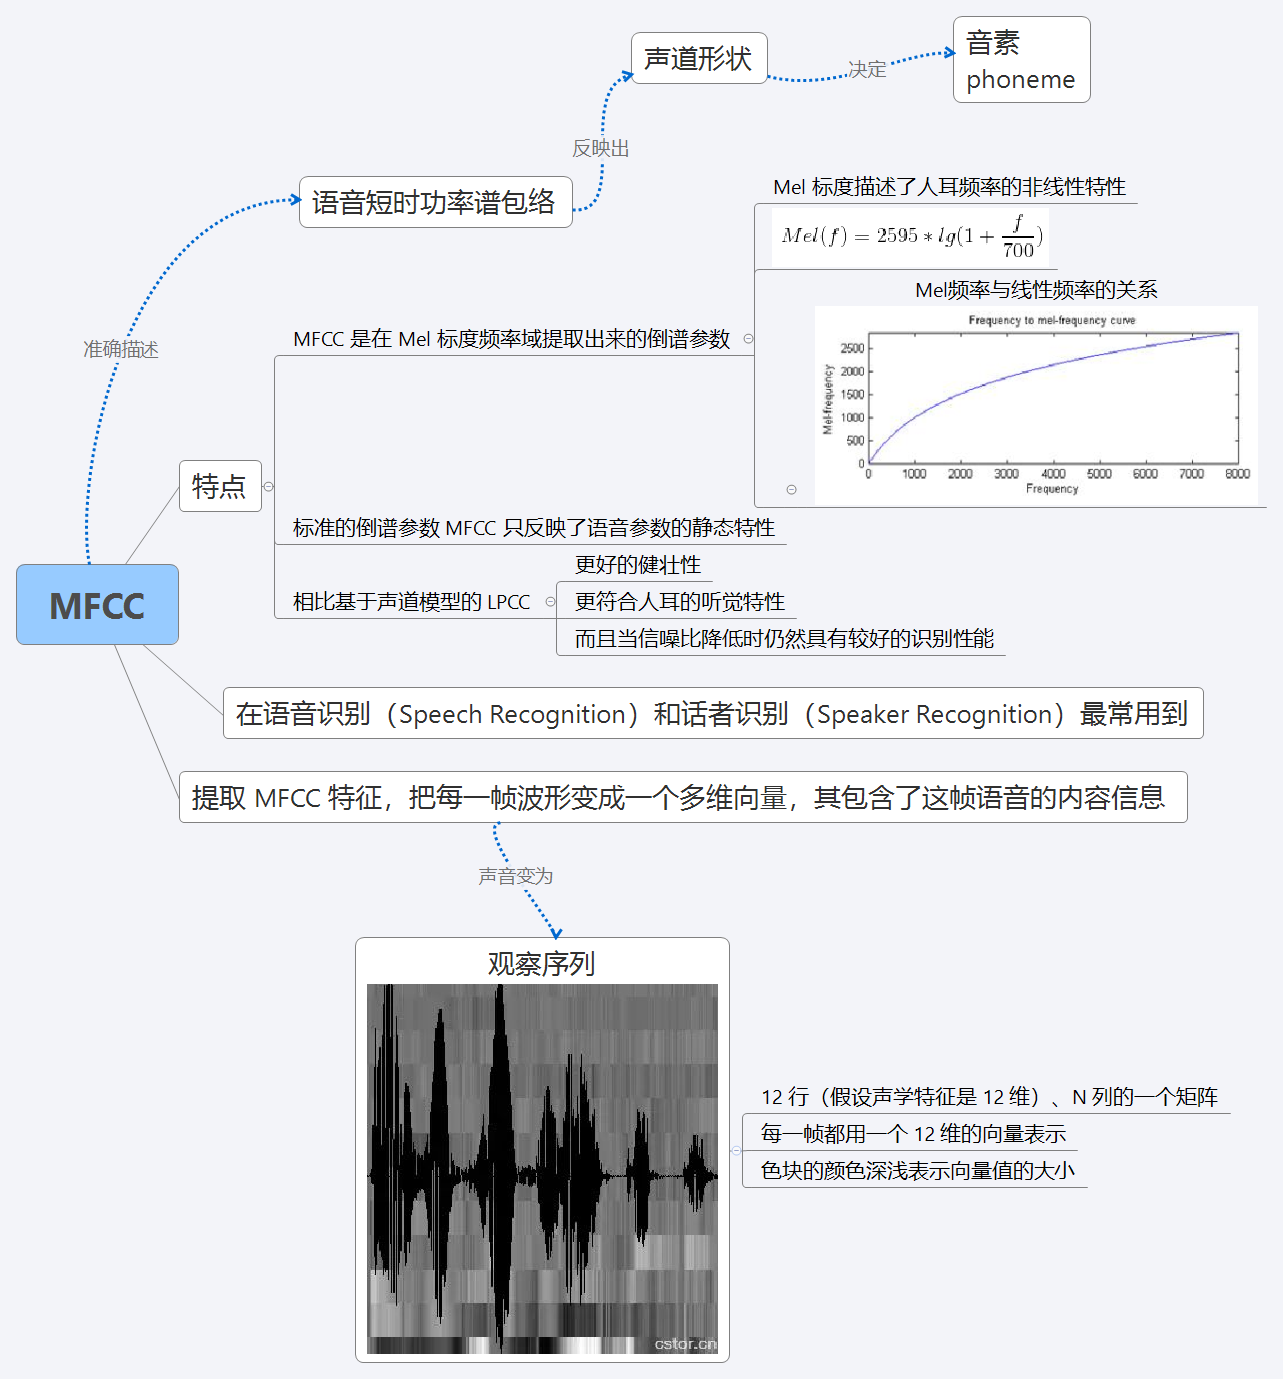 声道形状
决定
音素
phoneme
反映出
语音短时功率谱包络
准确描述
MFCC
特点
MFCC 是在 Mel 标度频率域提取出来的倒谱参数
Mel 标度描述了人耳频率的非线性特性
Mel(f) = 2595 * lg(1 + f/700)
Mel频率与线性频率的关系
Frequency to mel-frequency curve
Mel-frequency
2500
2000
1500
1000
500
0
0 1000 2000 3000 4000 5000 6000 7000 8000
Frequency
标准的倒谱参数 MFCC 只反映了语音参数的静态特性
相比基于声道模型的 LPCC
更好的健壮性
更符合人耳的听觉特性
而且当信噪比降低时仍然具有较好的识别性能
在语音识别（Speech Recognition）和话者识别（Speaker Recognition）最常用到
提取 MFCC 特征，把每一帧波形变成一个多维向量，其包含了这帧语音的内容信息
声音变为
观察序列
cstor.cn
12 行（假设声学特征是 12 维）、N 列的一个矩阵
每一帧都用一个 12 维的向量表示
色块的颜色深浅表示向量值的大小